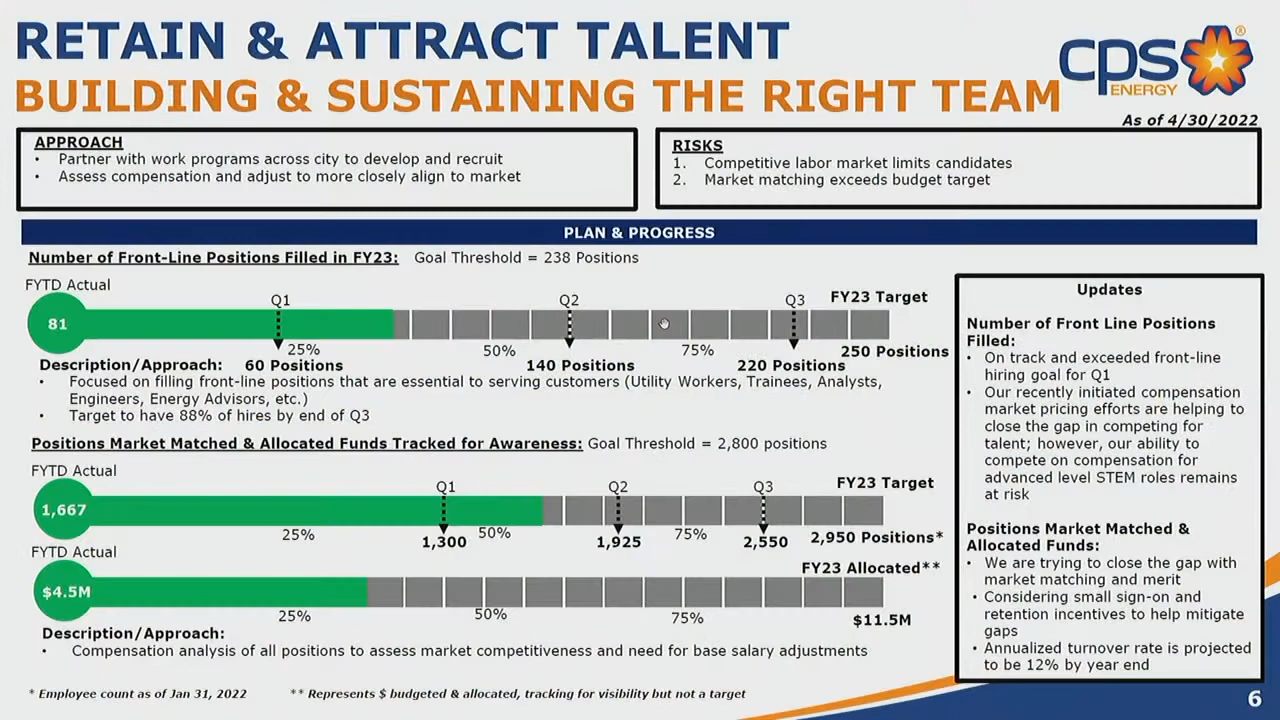 RETAIN & ATTRACT TALENT
BUILDING & SUSTAINING THE RIGHT TEAM
cps
ENERGY
®
As of 4/30/2022
APPROACH
• Partner with work programs across city to develop and recruit
• Assess compensation and adjust to more closely align to market
RISKS
1. Competitive labor market limits candidates
2. Market matching exceeds budget target
PLAN & PROGRESS
Number of Front-Line Positions Filled in FY23: Goal Threshold = 238 Positions
FYTD Actual
Q1
Q2
Q3
FY23 Target
81
25%
50%
75%
250 Positions
Description/Approach:
60 Positions
140 Positions
220 Positions
• Focused on filling front-line positions that are essential to serving customers (Utility Workers, Trainees, Analysts,
Engineers, Energy Advisors, etc.)
• Target to have 88% of hires by end of Q3
Positions Market Matched & Allocated Funds Tracked for Awareness: Goal Threshold = 2,800 positions
FYTD Actual
Q1
Q2
Q3
FY23 Target
1,667
25%
50%
75%
1,300
1,925
2,550
2,950 Positions*
FYTD Actual
FY23 Allocated**
$4.5M
25%
50%
75%
$11.5M
Description/Approach:
• Compensation analysis of all positions to assess market competitiveness and need for base salary adjustments
Updates
Number of Front Line Positions
Filled:
• On track and exceeded front-line
hiring goal for Q1
• Our recently initiated compensation
market pricing efforts are helping to
close the gap in competing for
talent; however, our ability to
compete on compensation for
advanced level STEM roles remains
at risk
Positions Market Matched &
Allocated Funds:
• We are trying to close the gap with
market matching and merit
• Considering small sign-on and
retention incentives to help mitigate
gaps
• Annualized turnover rate is projected
to be 12% by year end
* Employee count as of Jan 31, 2022
** Represents $ budgeted & allocated, tracking for visibility but not a target
6